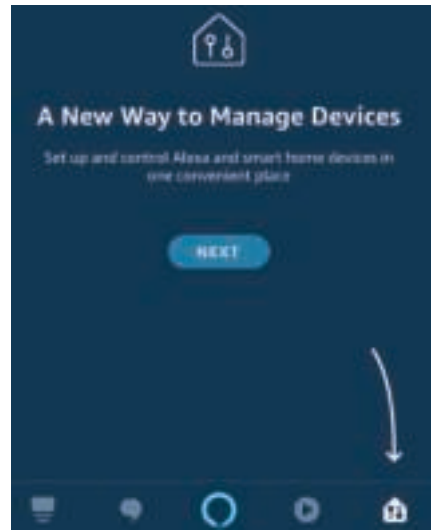 A New Way to Manage Devices
Set up and control Alexa and smart home devices in
one convenient place
NEXT